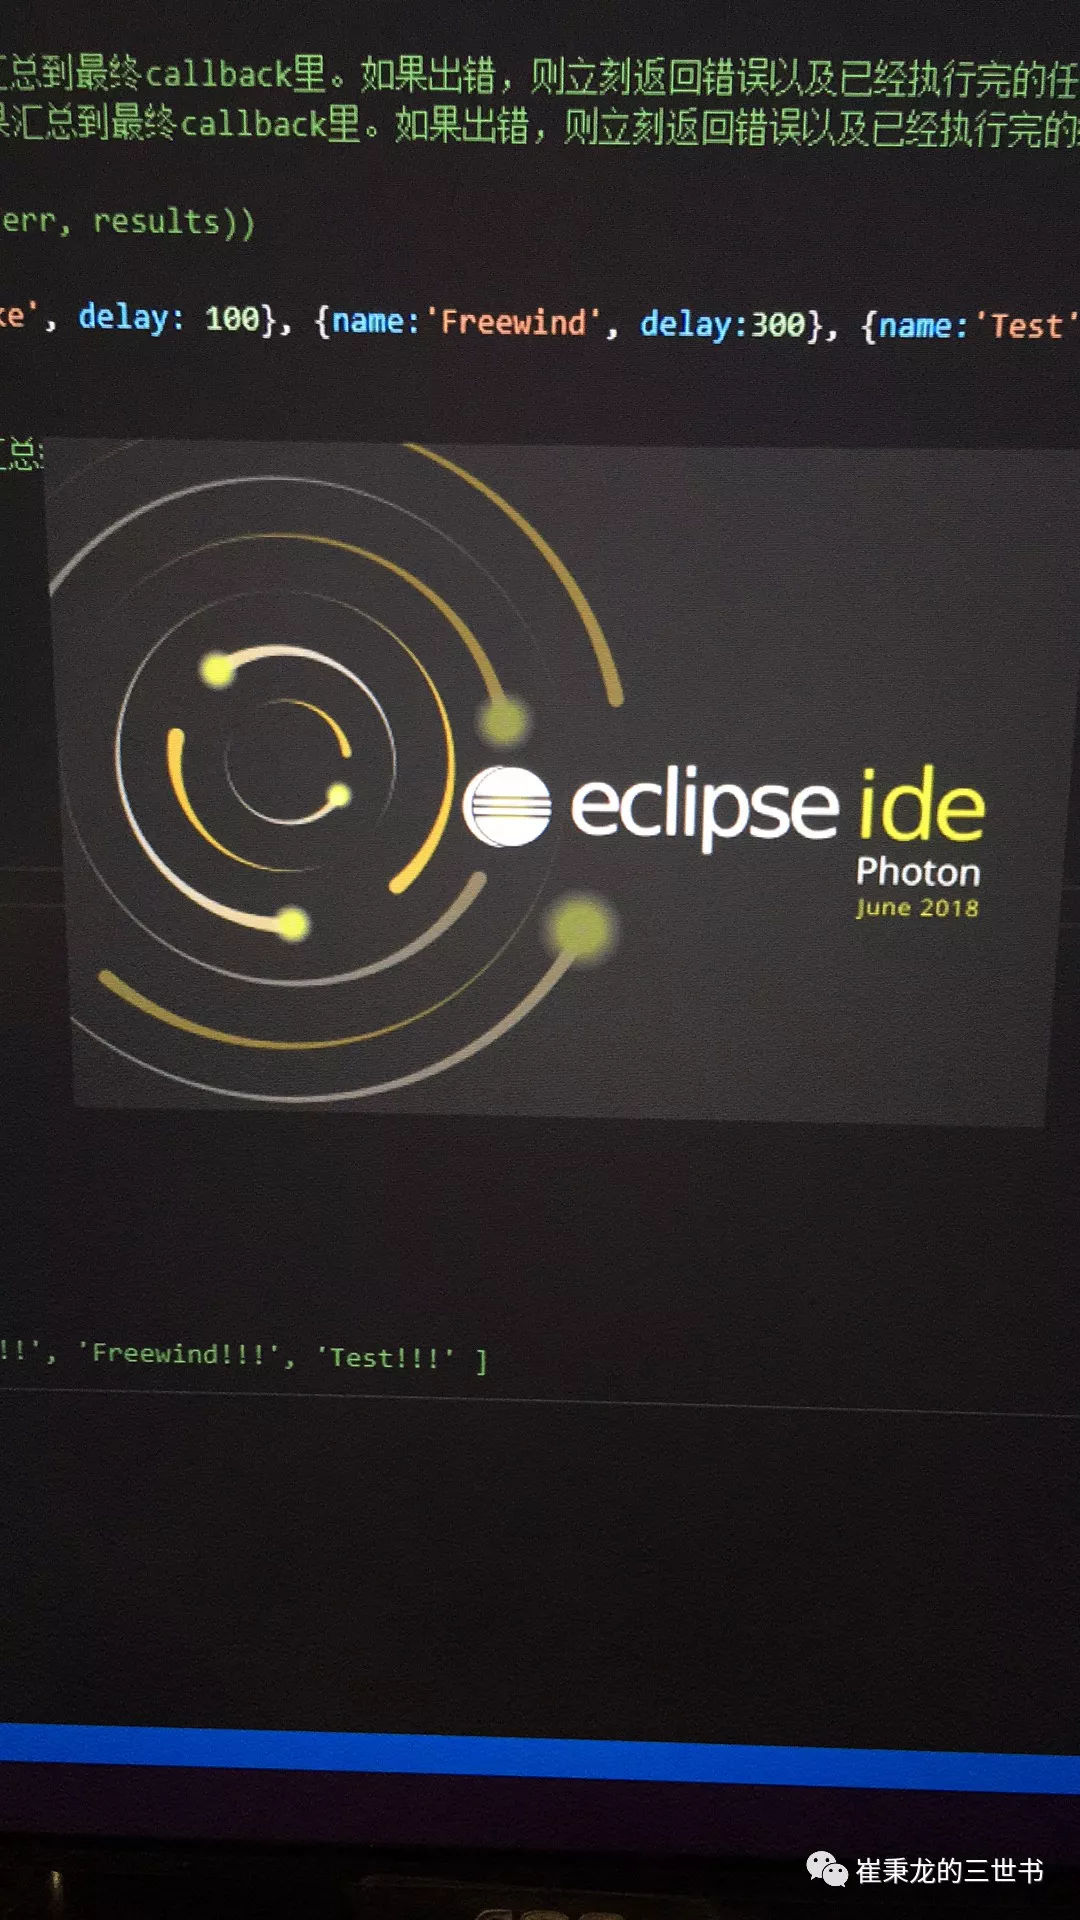 汇总到最终callback里。如果出错，则立刻返回错误以及已经执行完的任
果汇总到最终callback里。如果出错，则立刻返回错误以及已经执行完的
err, results))
ke', delay: 100}, {name:'Freewind', delay:300}, {name:'Test'
汇总
eclipse ide
Photon
June 2018
!!', 'Freewind!!!', 'Test!!!' ]
崔秉龙的三世书